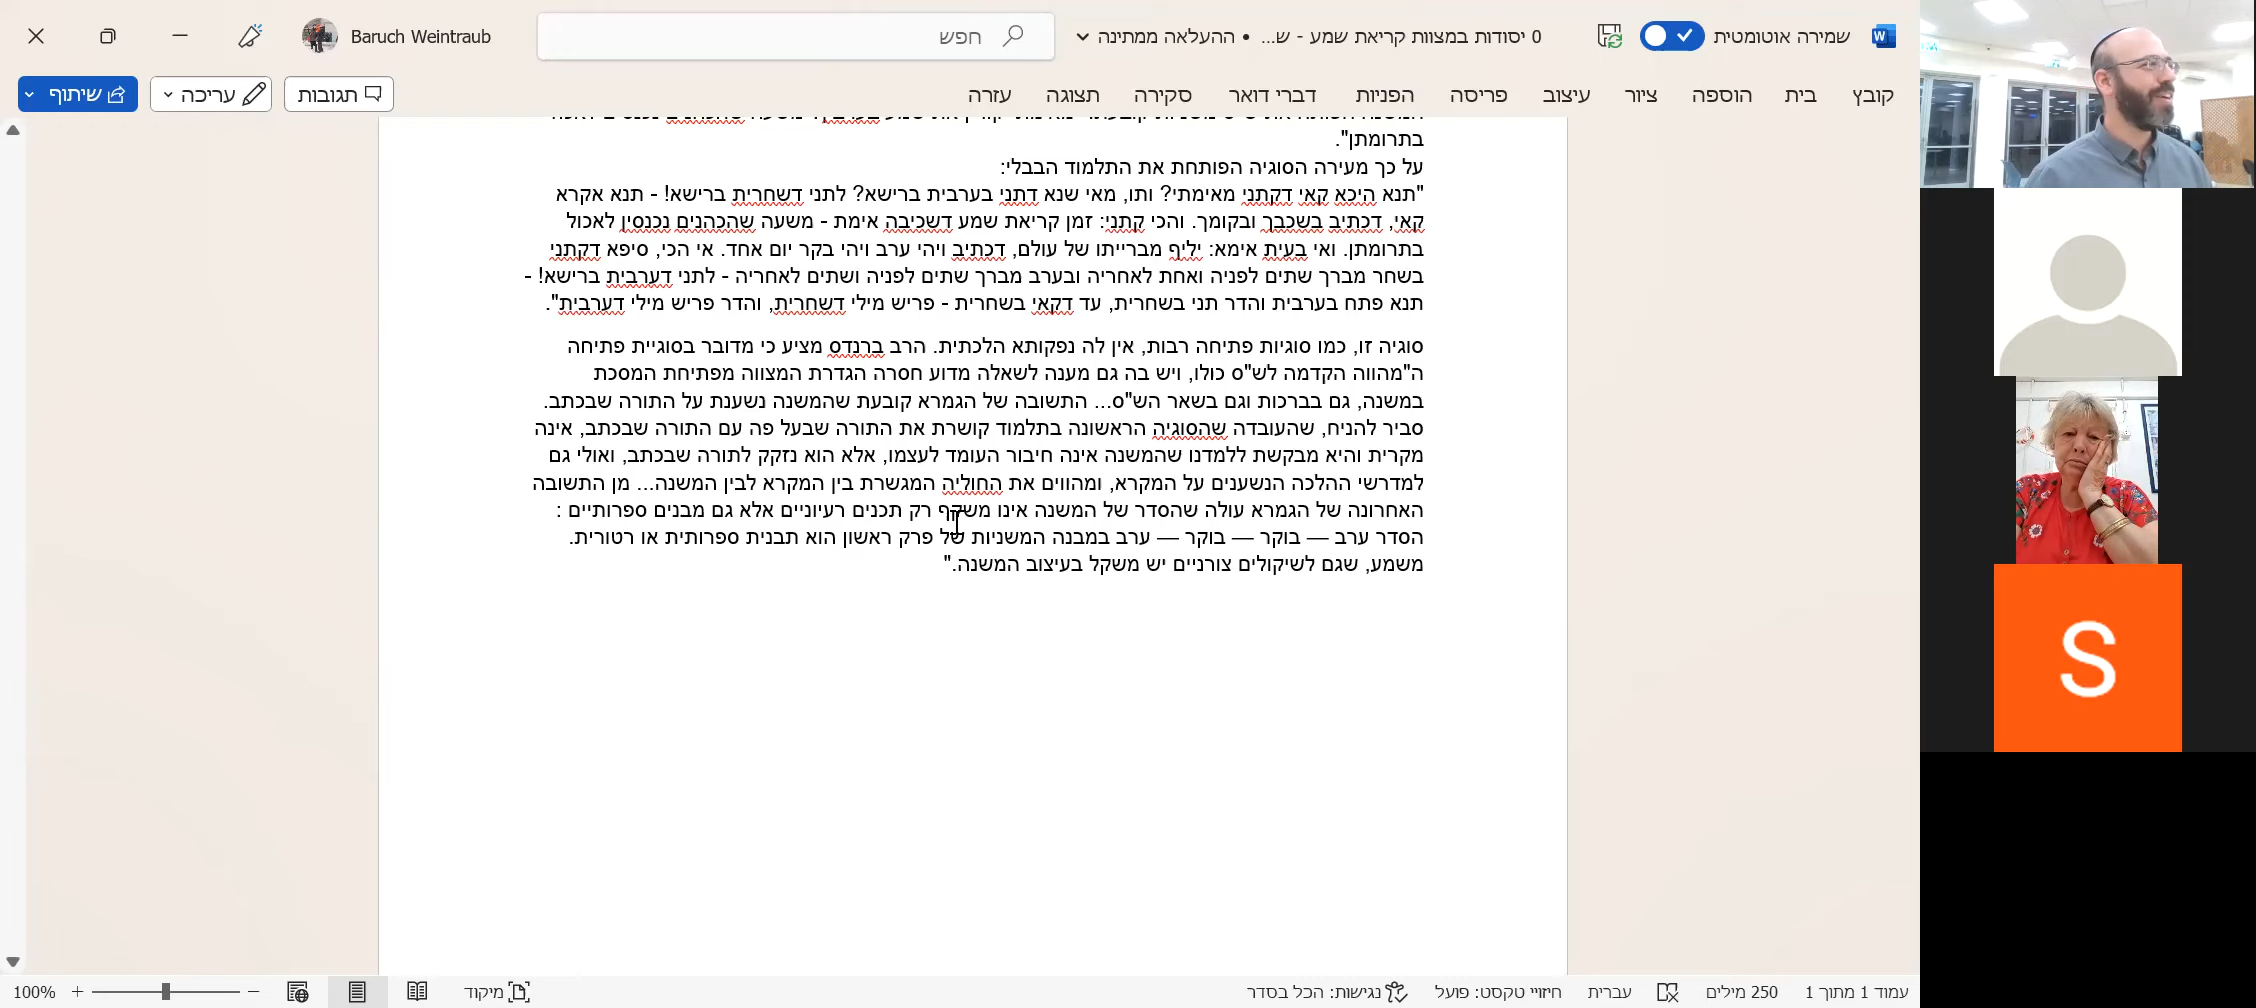 שמירה אוטומטית
0 יסודות במצוות קריאת שמע - ש... • ההעלאה ממתינה
חפש
Baruch Weintraub
קובץ בית הוספה ציור עיצוב פריסה הפניות דברי דואר סקירה תצוגה עזרה
תגובות עריכה שיתוף
בתרומתן".
על כך מעירה הסוגיה הפותחת את התלמוד הבבלי:
"תנא היכא קאי דקתני מאימתי? ותו, מאי שנא דתני בערבית ברישא? לתני דשחרית ברישא! - תנא אקרא
קאי, דכתיב בשכבך ובקומך. והכי קתני: זמן קריאת שמע דשכיבה אימת - משעה שהכהנים נכנסין לאכול
בתרומתן. ואי בעית אימא: יליף מברייתו של עולם, דכתיב ויהי ערב ויהי בקר יום אחד. אי הכי, סיפא דקתני
בשחר מברך שתים לפניה ואחת לאחריה ובערב מברך שתים לפניה ושתים לאחריה - לתני דערבית ברישא! -
תנא פתח בערבית והדר תני בשחרית, עד דקאי בשחרית - פריש מילי דשחרית, והדר פריש מילי דערבית".
סוגיה זו, כמו סוגיות פתיחה רבות, אין לה נפקותא הלכתית. הרב ברנדס מציע כי מדובר בסוגיית פתיחה
ה"מהווה הקדמה לש"ס כולו, ויש בה גם מענה לשאלה מדוע חסרה הגדרת המצווה מפתיחת המסכת
במשנה, גם בברכות וגם בשאר הש"ס... התשובה של הגמרא קובעת שהמשנה נשענת על התורה שבכתב.
סביר להניח, שהעובדה שהסוגיה הראשונה בתלמוד קושרת את התורה שבעל פה עם התורה שבכתב, אינה
מקרית והיא מבקשת ללמדנו שהמשנה אינה חיבור העומד לעצמו, אלא הוא נזקק לתורה שבכתב, ואולי גם
למדרשי ההלכה הנשענים על המקרא, ומהווים את החוליה המגשרת בין המקרא לבין המשנה... מן התשובה
האחרונה של הגמרא עולה שהסדר של המשנה אינו משקף רק תכנים רעיוניים אלא גם מבנים ספרותיים :
הסדר ערב — בוקר — בוקר — ערב במבנה המשניות של פרק ראשון הוא תבנית ספרותית או רטורית.
משמע, שגם לשיקולים צורניים יש משקל בעיצוב המשנה."
S
עמוד 1 מתוך 1 250 מילים עברית חיזויי טקסט: פועל נגישות: הכל בסדר מיקוד 100%